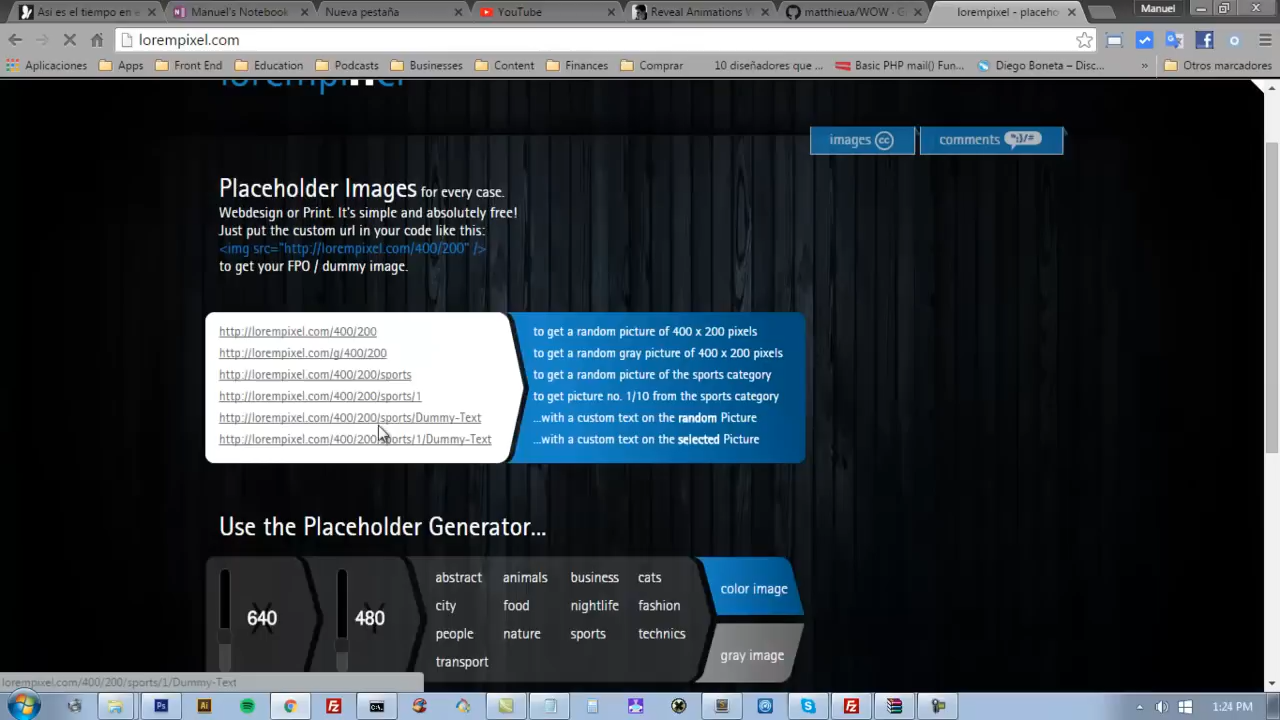 Así es el tiempo en e
Manuel's Notebook
Nueva pestaña
YouTube
Reveal Animations W
matthieua/WOW - G
lorempixel - placeho
Manuel
lorempixel.com
Aplicaciones
Apps
Front End
Education
Podcasts
Businesses
Content
Finances
Comprar
10 diseñadores que ...
Basic PHP mail() Fun...
Diego Boneta – Disc...
»
Otros marcadores
lorempixel
images cc
comments
Placeholder Images for every case.
Webdesign or Print. It's simple and absolutely free!
Just put the custom url in your code like this:
<img src="http://lorempixel.com/400/200" />
to get your FPO / dummy image.
http://lorempixel.com/400/200
to get a random picture of 400 x 200 pixels
http://lorempixel.com/g/400/200
to get a random gray picture of 400 x 200 pixels
http://lorempixel.com/400/200/sports
to get a random picture of the sports category
http://lorempixel.com/400/200/sports/1
to get picture no. 1/10 from the sports category
http://lorempixel.com/400/200/sports/Dummy-Text
...with a custom text on the random Picture
http://lorempixel.com/400/200/sports/1/Dummy-Text
...with a custom text on the selected Picture
Use the Placeholder Generator...
640
480
abstract animals business cats
city food nightlife fashion
people nature sports technics
transport
color image
gray image
lorempixel.com/400/200/sports/1/Dummy-Text
1:24 PM